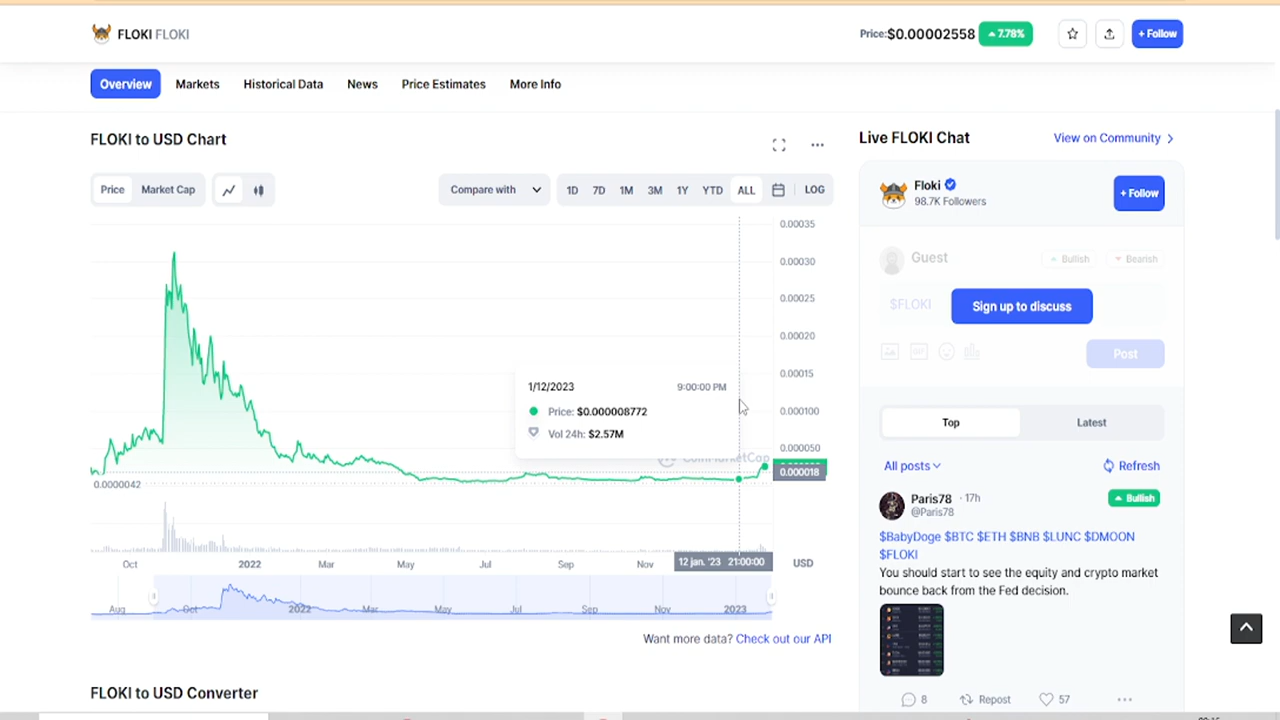 FLOKI FLOKI
Price:$0.00002558 7.78%
+ Follow
Overview Markets Historical Data News Price Estimates More Info
FLOKI to USD Chart
Price Market Cap
Compare with
1D 7D 1M 3M 1Y YTD ALL LOG
0.00035
0.00030
0.00025
0.00020
0.00015
0.000100
0.000050
0.000018
1/12/2023 9:00:00 PM
Price: $0.000008772
Vol 24h: $2.57M
CoinMarketCap
0.0000042
Oct 2022 Mar May Jul Sep Nov 12 jan. '23 21:00:00 USD
Aug Oct 2022 Mar May Jul Sep Nov 2023
Want more data? Check out our API
FLOKI to USD Converter
Live FLOKI Chat
View on Community
Floki
98.7K Followers
+ Follow
Guest
Bullish Bearish
$FLOKI
Sign up to discuss
GIF
Post
Top Latest
All posts Refresh
Paris78 · 17h
@Paris78
Bullish
$BabyDoge $BTC $ETH $BNB $LUNC $DMOON
$FLOKI
You should start to see the equity and crypto market
bounce back from the Fed decision.
8 Repost 57